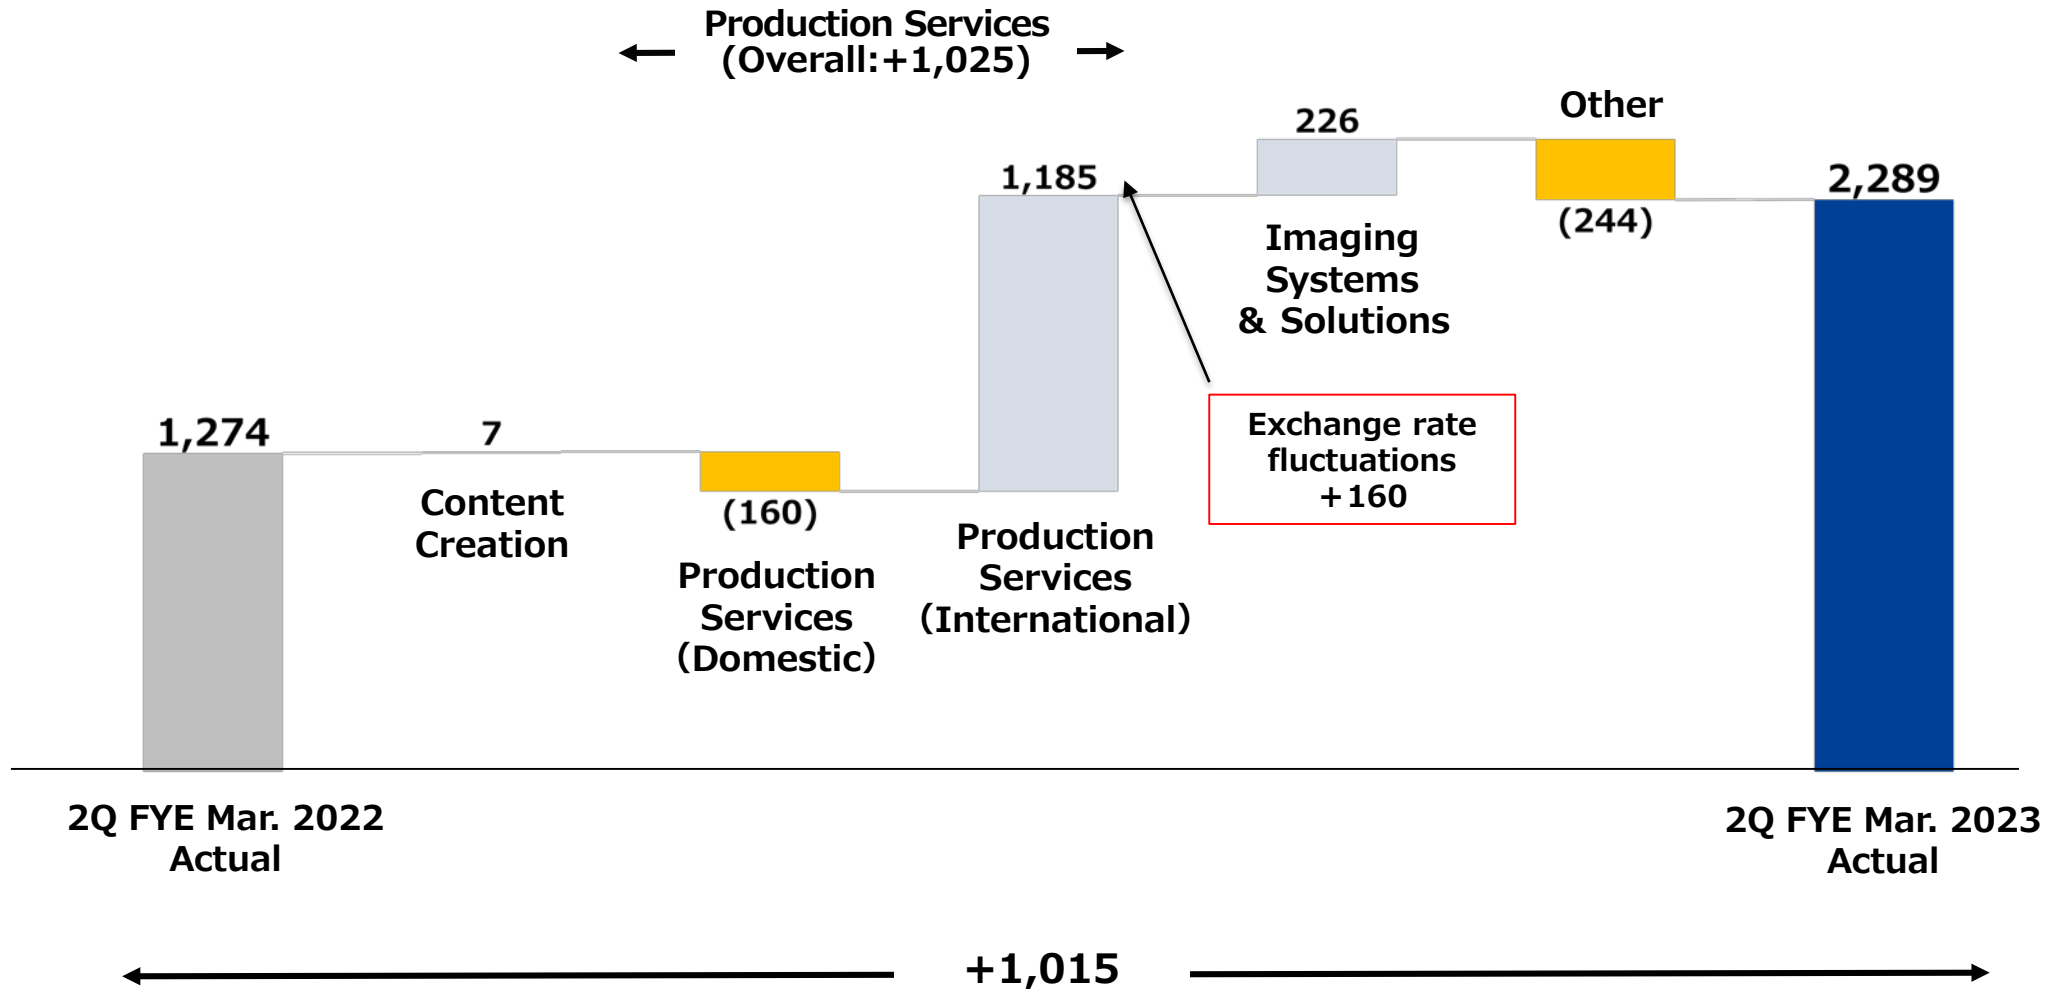 Production Services
(Overall:+1,025)
Other
226
1,185
2,289
(244)
Imaging
Systems
& Solutions
Exchange rate
fluctuations
+160
1,274
7
Content
Creation
(160)
Production
Services
(Domestic)
Production
Services
(International)
2Q FYE Mar. 2022
Actual
2Q FYE Mar. 2023
Actual
+1,015